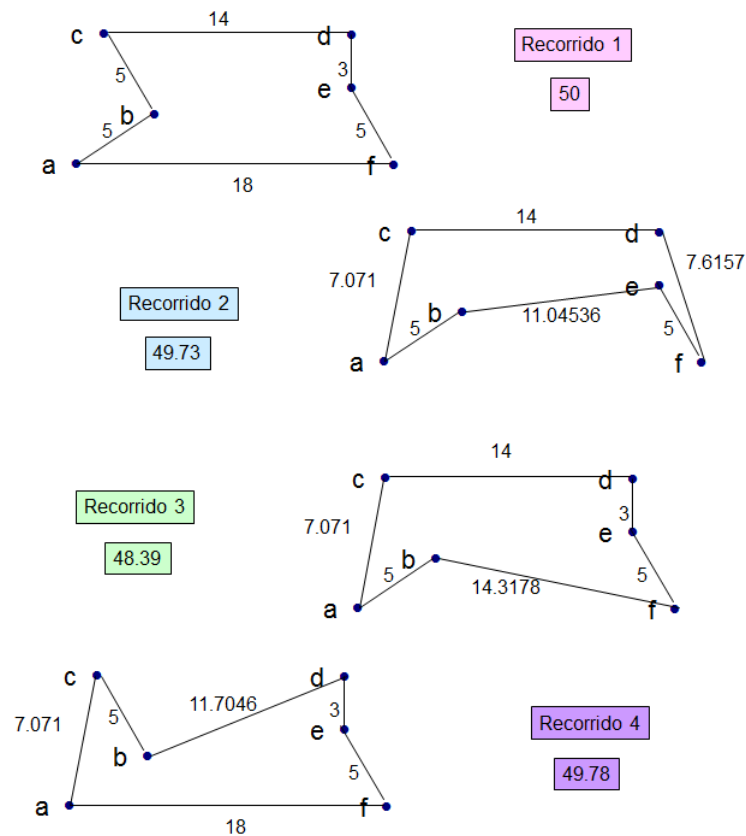 14
c
d
Recorrido 1
5
3
e
50
b
5
5
a
f
18
14
c
d
7.6157
7.071
e
Recorrido 2
b
11.04536
5
5
49.73
a
f
14
c
d
Recorrido 3
7.071
3
e
48.39
b
5
5
14.3178
a
f
c
d
11.7046
7.071
5
3
Recorrido 4
e
b
5
49.78
a
f
18